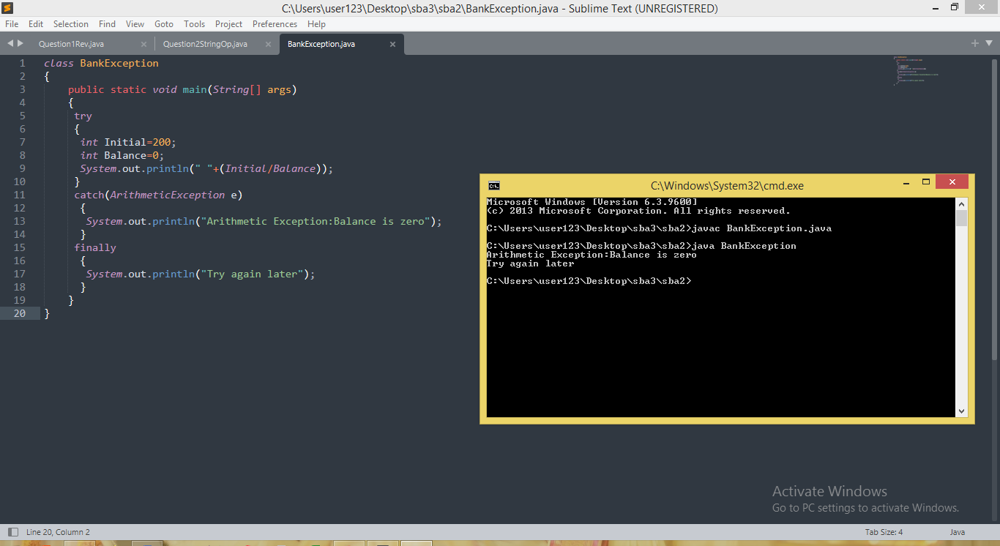 C:\Users\user123\Desktop\sba3\sba2\BankException.java - Sublime Text (UNREGISTERED)
File Edit Selection Find View Goto Tools Project Preferences Help
Question1Rev.java Question2StringOp.java BankException.java
1 class BankException
2 {
3 public static void main(String[] args)
4 {
5 try
6 {
7 int Initial=200;
8 int Balance=0;
9 System.out.println(" "+(Initial/Balance));
10 }
11 catch(ArithmeticException e)
12 {
13 System.out.println("Arithmetic Exception:Balance is zero");
14 }
15 finally
16 {
17 System.out.println("Try again later");
18 }
19 }
20 }
C:\Windows\System32\cmd.exe
Microsoft Windows [Version 6.3.9600]
(c) 2013 Microsoft Corporation. All rights reserved.
C:\Users\user123\Desktop\sba3\sba2>javac BankException.java
C:\Users\user123\Desktop\sba3\sba2>java BankException
Arithmetic Exception:Balance is zero
Try again later
C:\Users\user123\Desktop\sba3\sba2>
Activate Windows
Go to PC settings to activate Windows.
Line 20, Column 2 Tab Size: 4 Java